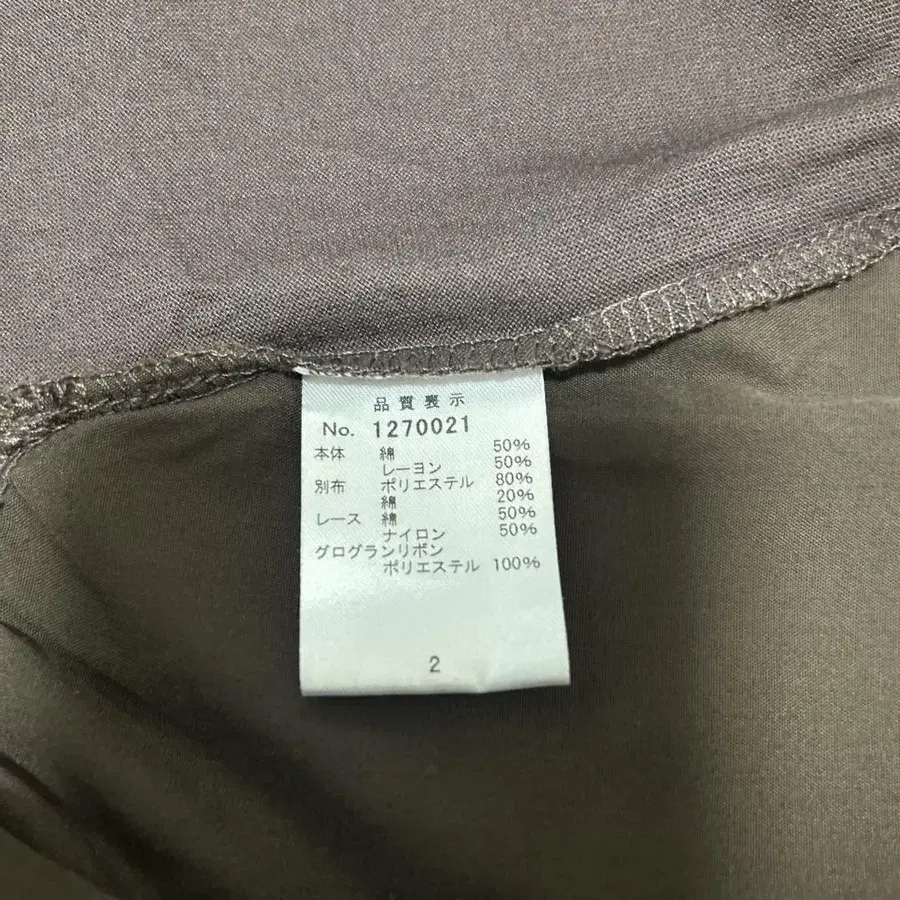 品質表示
No. 1270021
本体 綿 50%
レーヨン 50%
別布 ポリエステル 80%
綿 20%
レース 綿 50%
ナイロン 50%
グログランリボン
ポリエステル 100%
2